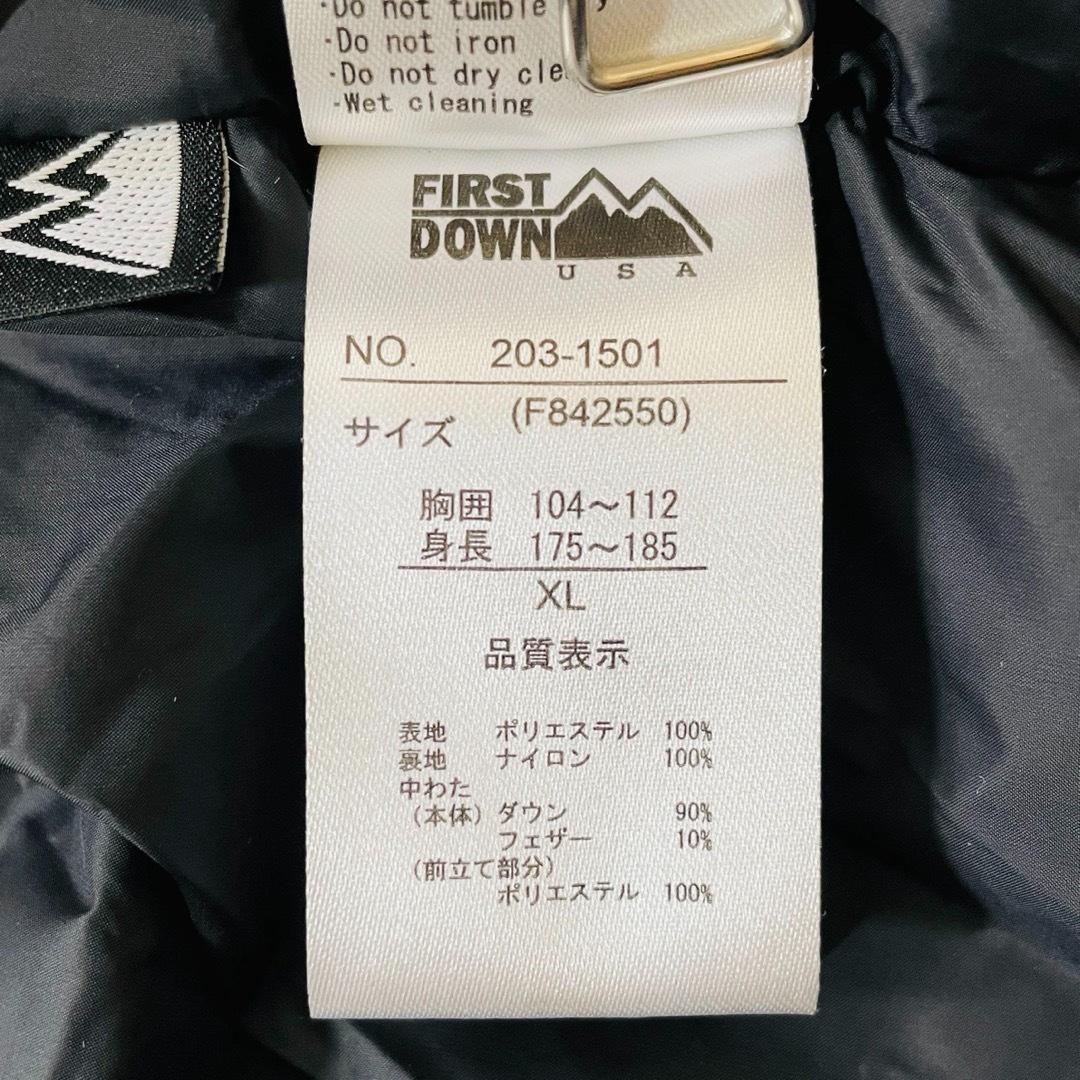 ·Do not tumble
·Do not iron
·Do not dry cle
·Wet cleaning
FIRST
DOWN
USA
NO. 203-1501
(F842550)
サイズ
胸囲 104～112
身長 175～185
XL
品質表示
表地 ポリエステル 100%
裏地 ナイロン 100%
中わた
（本体）ダウン 90%
フェザー 10%
（前立て部分）
ポリエステル 100%